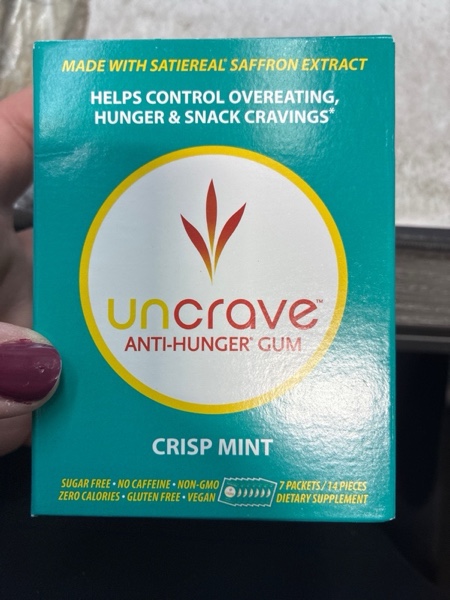 MADE WITH SATIEREAL® SAFFRON EXTRACT
HELPS CONTROL OVEREATING,
HUNGER & SNACK CRAVINGS*
uncrave™
ANTI-HUNGER® GUM
CRISP MINT
SUGAR FREE • NO CAFFEINE • NON-GMO
ZERO CALORIES • GLUTEN FREE • VEGAN
7 PACKETS/14 PIECES
DIETARY SUPPLEMENT